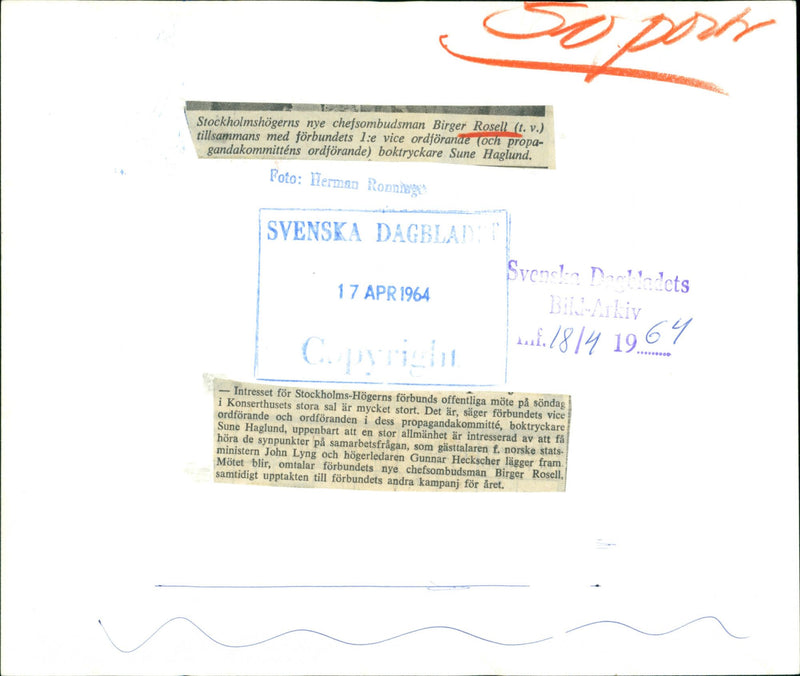 So port
Stockholmshögerns nye chefsombudsman Birger Rosell (t. v.)
tillsammans med förbundets 1:e vice ordförande (och propa-
gandakommitténs ordförande) boktryckare Sune Haglund.
Foto: Herman Ronninger
SVENSKA DAGBLADET
17 APR 1964
Copyright
Svenska Dagbladets
Bild-Arkiv
Inf. 18/4 1964
— Intresset för Stockholms-Högerns förbunds offentliga möte på söndag
i Konserthusets stora sal är mycket stort. Det är, säger förbundets vice
ordförande och ordföranden i dess propagandakommitté, boktryckare
Sune Haglund, uppenbart att en stor allmänhet är intresserad av att få
höra de synpunkter på samarbetsfrågan, som gästtalaren f. norske stats-
ministern John Lyng och högerledaren Gunnar Heckscher lägger fram.
Mötet blir, omtalar förbundets nye chefsombudsman Birger Rosell,
samtidigt upptakten till förbundets andra kampanj för året.